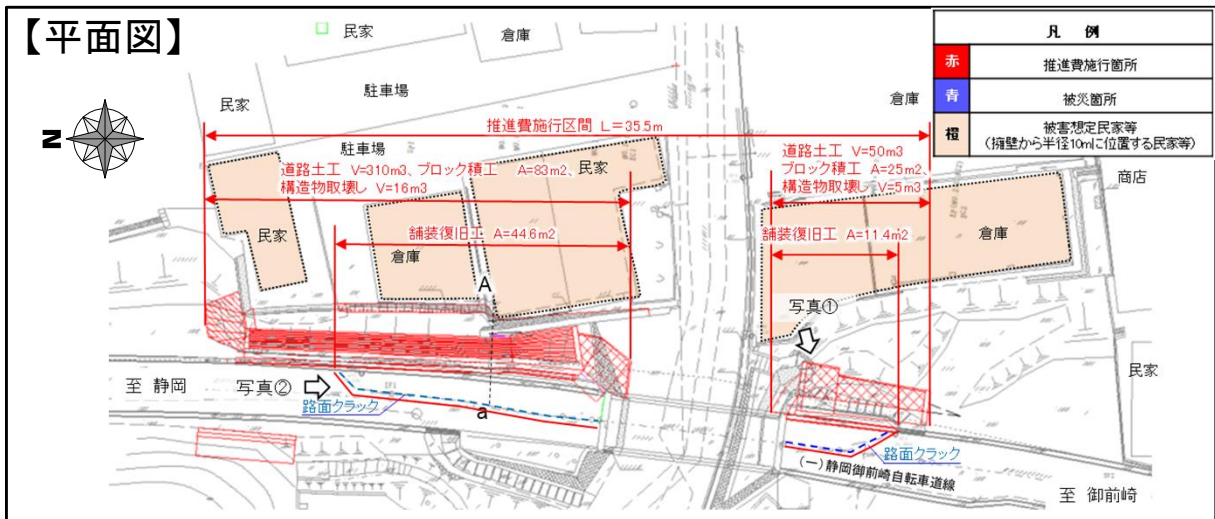 【平面図】
民家
倉庫
凡 例
赤 推進費施行箇所
青 被災箇所
橙 被害想定民家等
(擁壁から半径10mに位置する民家等)
駐車場
民家
倉庫
N
推進費施行区間 L=35.5m
駐車場
道路土工 V=310m3、ブロック積工 A=83m2、
構造物取壊し V=16m3
民家
道路土工 V=50m3
ブロック積工 A=25m2、
構造物取壊し V=5m3
商店
民家
舗装復旧工 A=44.6m2
倉庫
舗装復旧工 A=11.4㎡2
倉庫
A
写真①
民家
至 静岡
写真②
路面クラック
a
路面クラック
(一)静岡御前崎自転車道線
至 御前崎